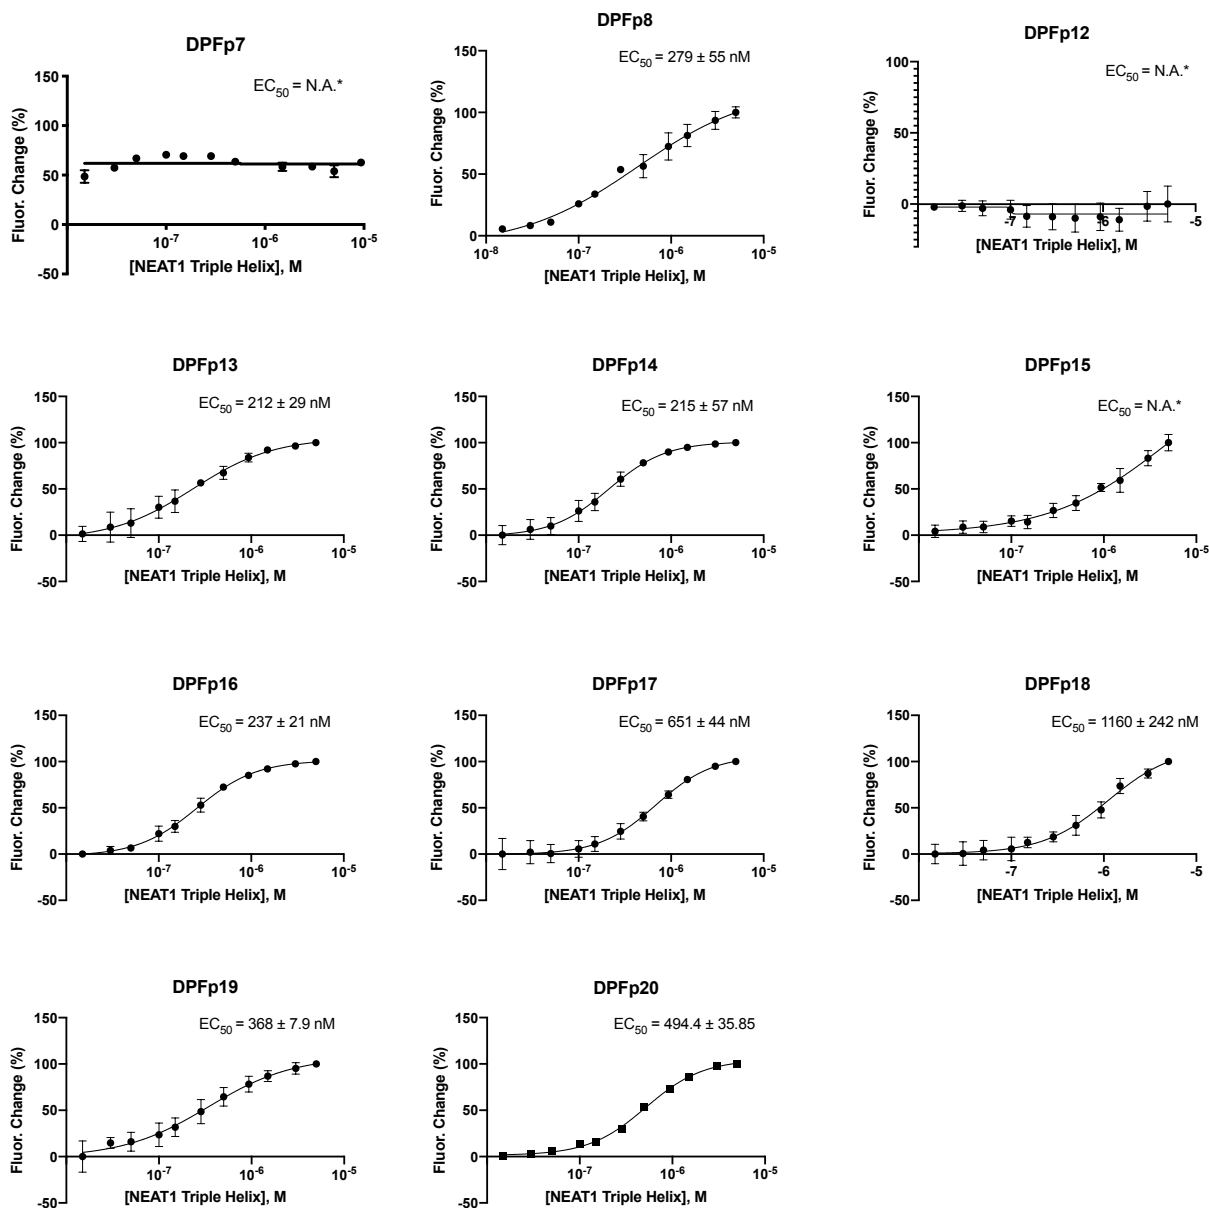 DPFp7
EC50 = N.A.*
Fluor. Change (%)
150
100
50
0
-50
10-7
10-6
10-5
[NEAT1 Triple Helix], M
DPFp8
EC50 = 279 ± 55 nM
Fluor. Change (%)
150
100
50
0
10-8
10-7
10-6
10-5
[NEAT1 Triple Helix], M
DPFp12
EC50 = N.A.*
Fluor. Change (%)
100
50
0
-7
-6
-5
[NEAT1 Triple Helix], M
DPFp13
EC50 = 212 ± 29 nM
Fluor. Change (%)
150
100
50
0
-50
10-7
10-6
10-5
[NEAT1 Triple Helix], M
DPFp14
EC50 = 215 ± 57 nM
Fluor. Change (%)
150
100
50
0
-50
10-7
10-6
10-5
[NEAT1 Triple Helix], M
DPFp15
EC50 = N.A.*
Fluor. Change (%)
150
100
50
0
-50
10-7
10-6
10-5
[NEAT1 Triple Helix], M
DPFp16
EC50 = 237 ± 21 nM
Fluor. Change (%)
150
100
50
0
-50
10-7
10-6
10-5
[NEAT1 Triple Helix], M
DPFp17
EC50 = 651 ± 44 nM
Fluor. Change (%)
150
100
50
0
-50
10-7
10-6
10-5
[NEAT1 Triple Helix], M
DPFp18
EC50 = 1160 ± 242 nM
Fluor. Change (%)
150
100
50
0
-50
-7
-6
-5
[NEAT1 Triple Helix], M
DPFp19
EC50 = 368 ± 7.9 nM
Fluor. Change (%)
150
100
50
0
-50
10-7
10-6
10-5
[NEAT1 Triple Helix], M
DPFp20
EC50 = 494.4 ± 35.85
Fluor. Change (%)
150
100
50
0
-50
10-7
10-6
10-5
[NEAT1 Triple Helix], M